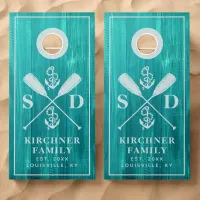 S D
KIRCHNER
FAMILY
EST. 20XX
LOUISVILLE, KY
S D
KIRCHNER
FAMILY
EST. 20XX
LOUISVILLE, KY